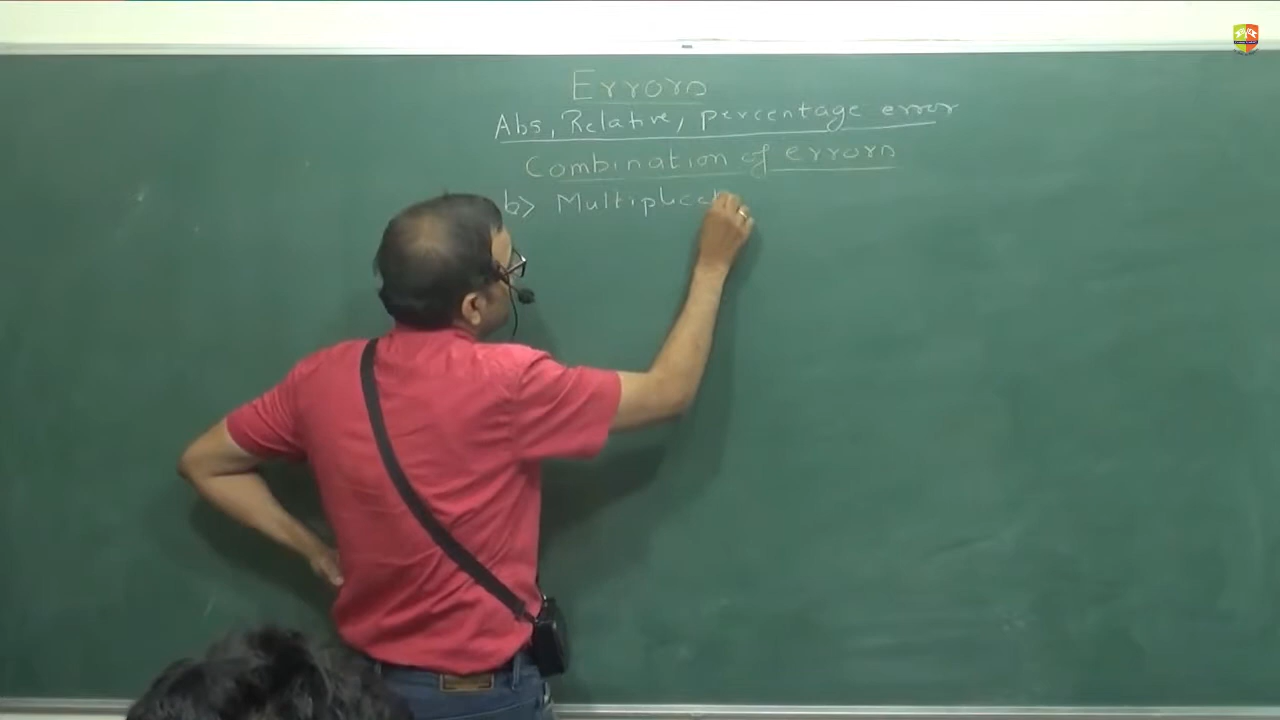 Errors
Abs, Relative, percentage error
Combination of errors
b> Multiplicat